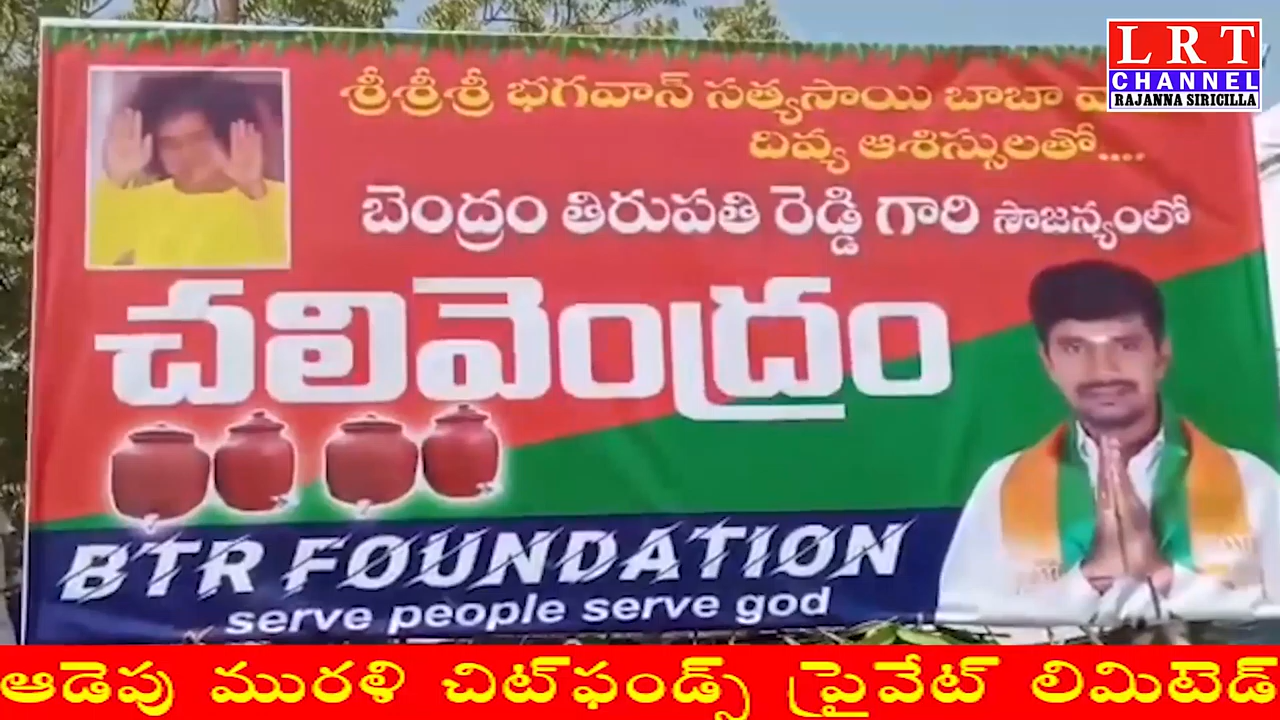 LRT
CHANNEL
RAJANNA SIRICILLA
శ్రీశ్రీశ్రీ భగవాన్ సత్యసాయి బాబా
దివ్య ఆశిస్సులతో....
బెంద్రం తిరుపతి రెడ్డి గారి సౌజన్యంలో
చలివేంద్రం
BTR FOUNDATION
serve people serve god
ఆడెపు మురళి చిట్‌ఫండ్స్ ప్రైవేట్ లిమిటెడ్